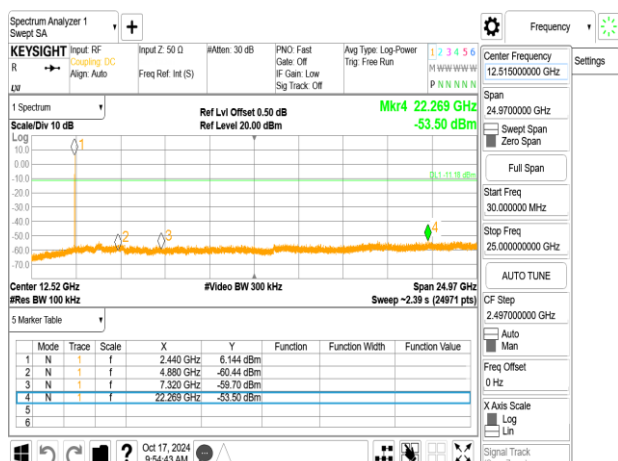 Spectrum Analyzer 1
Swept SA
+
Frequency
KEYSIGHT
R
Input: RF
Coupling: DC
Align: Auto
Input Z: 50 Ω
Freq Ref: Int (S)
#Atten: 30 dB
PNO: Fast
Gate: Off
IF Gain: Low
Sig Track: Off
Avg Type: Log-Power
Trig: Free Run
1 2 3 4 5 6
M W W W W W
P N N N N N
1 Spectrum
Scale/Div 10 dB
Ref Lvl Offset 0.50 dB
Ref Level 20.00 dBm
Mkr4 22.269 GHz
-53.50 dBm
Log
10.0
0.00
-10.0
-20.0
-30.0
-40.0
-50.0
-60.0
-70.0
1
2
3
4
Center 12.52 GHz
#Res BW 100 kHz
#Video BW 300 kHz
Span 24.97 GHz
Sweep ~2.39 s (24971 pts)
5 Marker Table
Mode Trace Scale X Y Function Function Width Function Value
1 N 1 f 2.440 GHz 6.144 dBm
2 N 1 f 4.880 GHz -60.44 dBm
3 N 1 f 7.320 GHz -59.70 dBm
4 N 1 f 22.269 GHz -53.50 dBm
5
6
?
Oct 17, 2024
9:54:43 AM
Center Frequency
12.515000000 GHz
Settings
Span
24.9700000 GHz
Swept Span
Zero Span
Full Span
Start Freq
30.000000 MHz
Stop Freq
25.000000000 GHz
AUTO TUNE
CF Step
2.497000000 GHz
Auto
Man
Freq Offset
0 Hz
X Axis Scale
Log
Lin
Signal Track